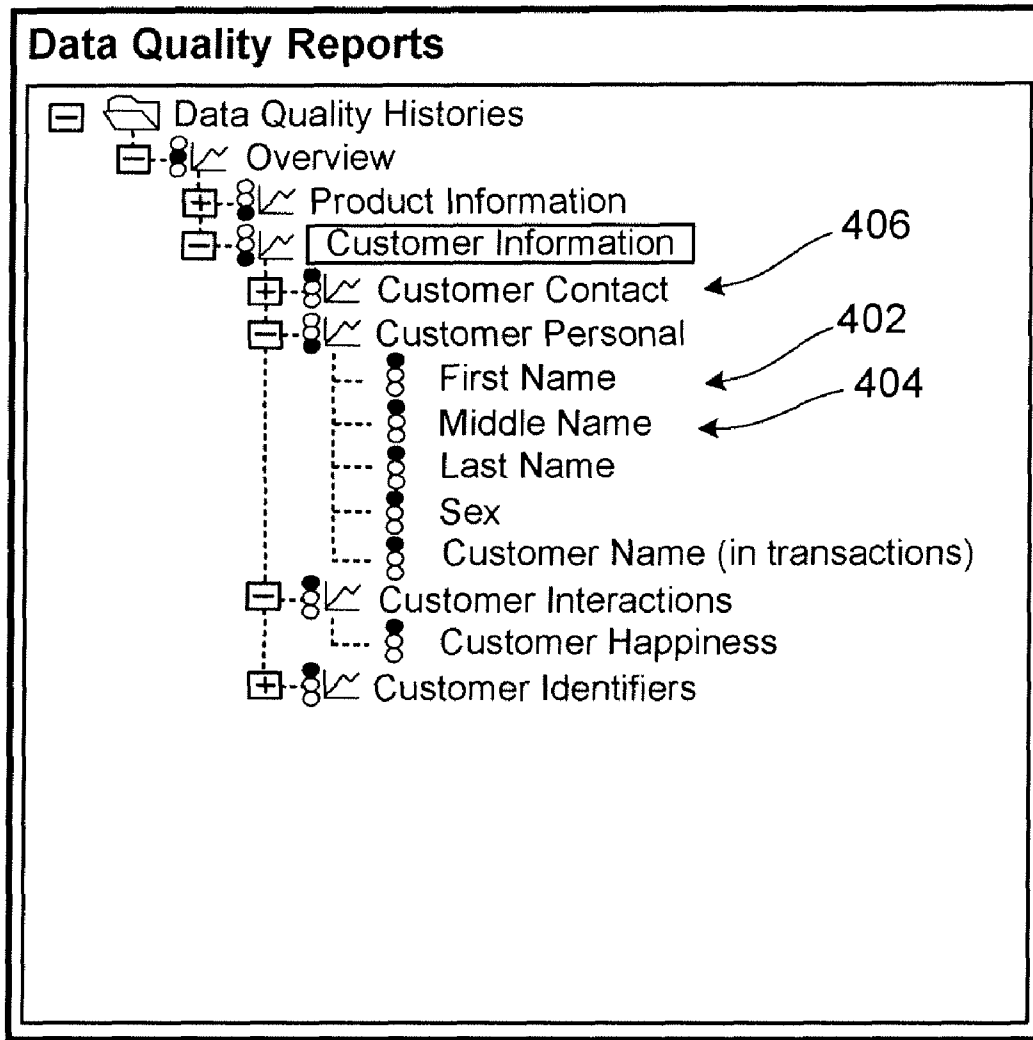 Data Quality Reports
Data Quality Histories
Overview
Product Information
Customer Information
406
Customer Contact
402
Customer Personal
First Name
404
Middle Name
Last Name
Sex
Customer Name (in transactions)
Customer Interactions
Customer Happiness
Customer Identifiers